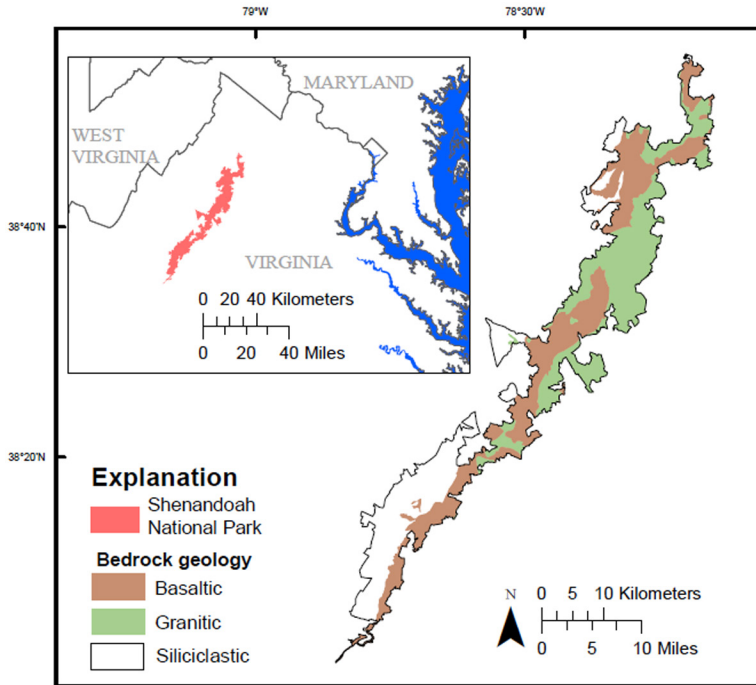 79°W
78°30'W
38°40'N
38°20'N
MARYLAND
WEST
VIRGINIA
VIRGINIA
0 20 40 Kilometers
0 20 40 Miles
Explanation
Shenandoah
National Park
Bedrock geology
Basaltic
Granitic
Siliciclastic
N
0 5 10 Kilometers
0 5 10 Miles